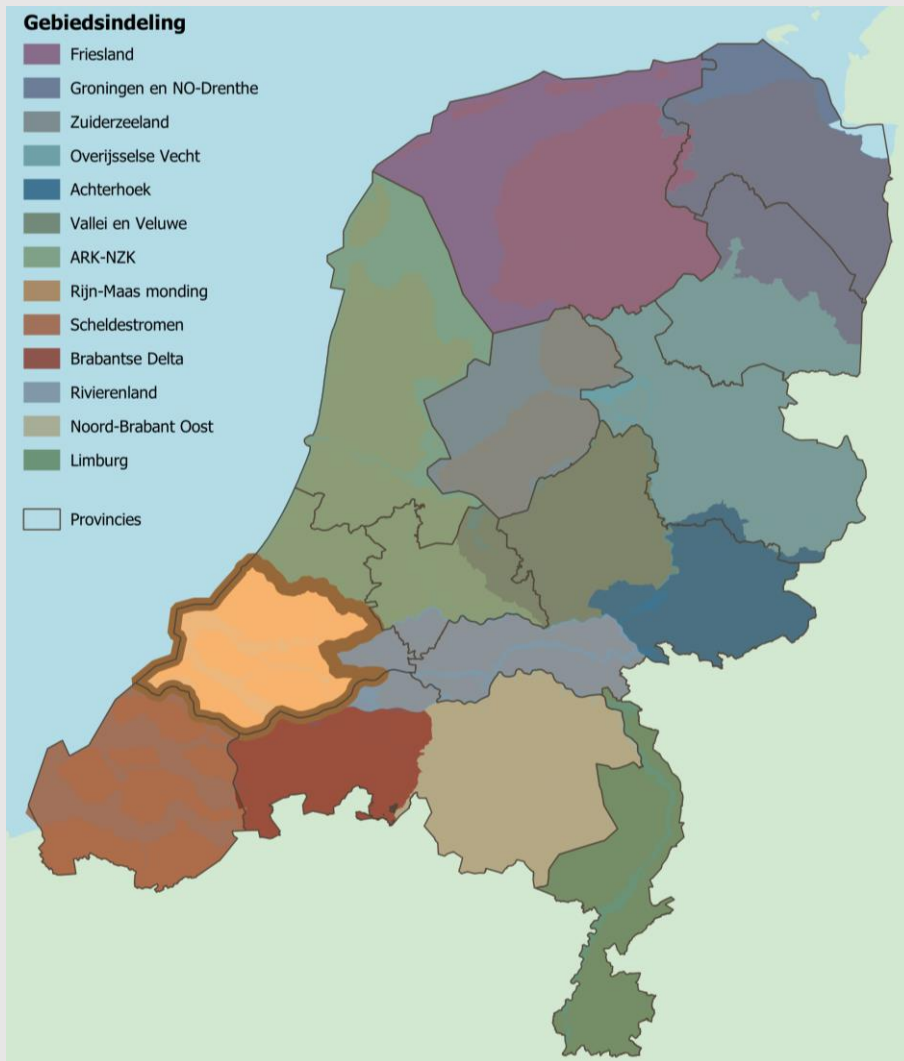 Gebiedsindeling
Friesland
Groningen en NO-Drenthe
Zuiderzeeland
Overijsselse Vecht
Achterhoek
Vallei en Veluwe
ARK-NZK
Rijn-Maas monding
Scheldestromen
Brabantse Delta
Rivierenland
Noord-Brabant Oost
Limburg
Provincies